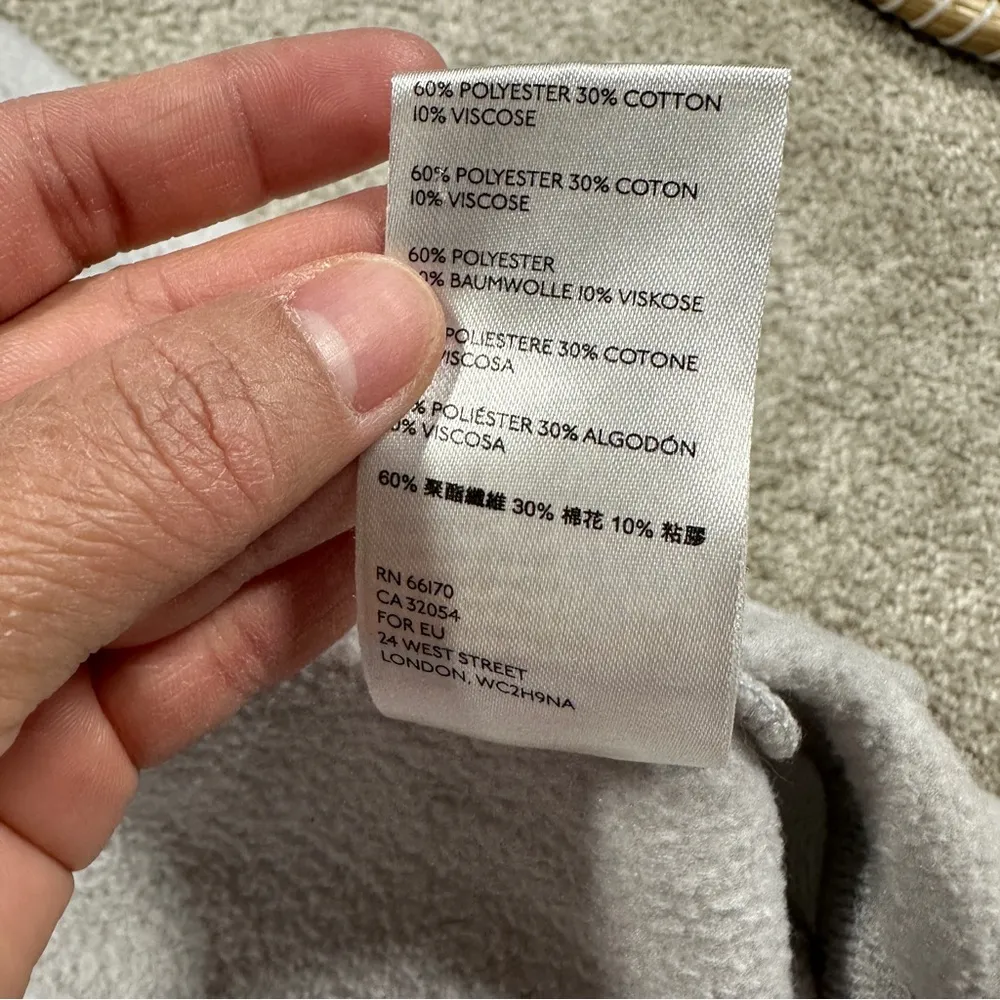 60% POLYESTER 30% COTTON
10% VISCOSE
60% POLYESTER 30% COTON
10% VISCOSE
60% POLYESTER
0% BAUMWOLLE 10% VISKOSE
POLIESTERE 30% COTONE
VISCOSA
% POLIÉSTER 30% ALGODÓN
0% VISCOSA
60% 聚酯纖維 30% 棉花 10% 粘膠
RN 66170
CA 32054
FOR EU
24 WEST STREET
LONDON, WC2H9NA